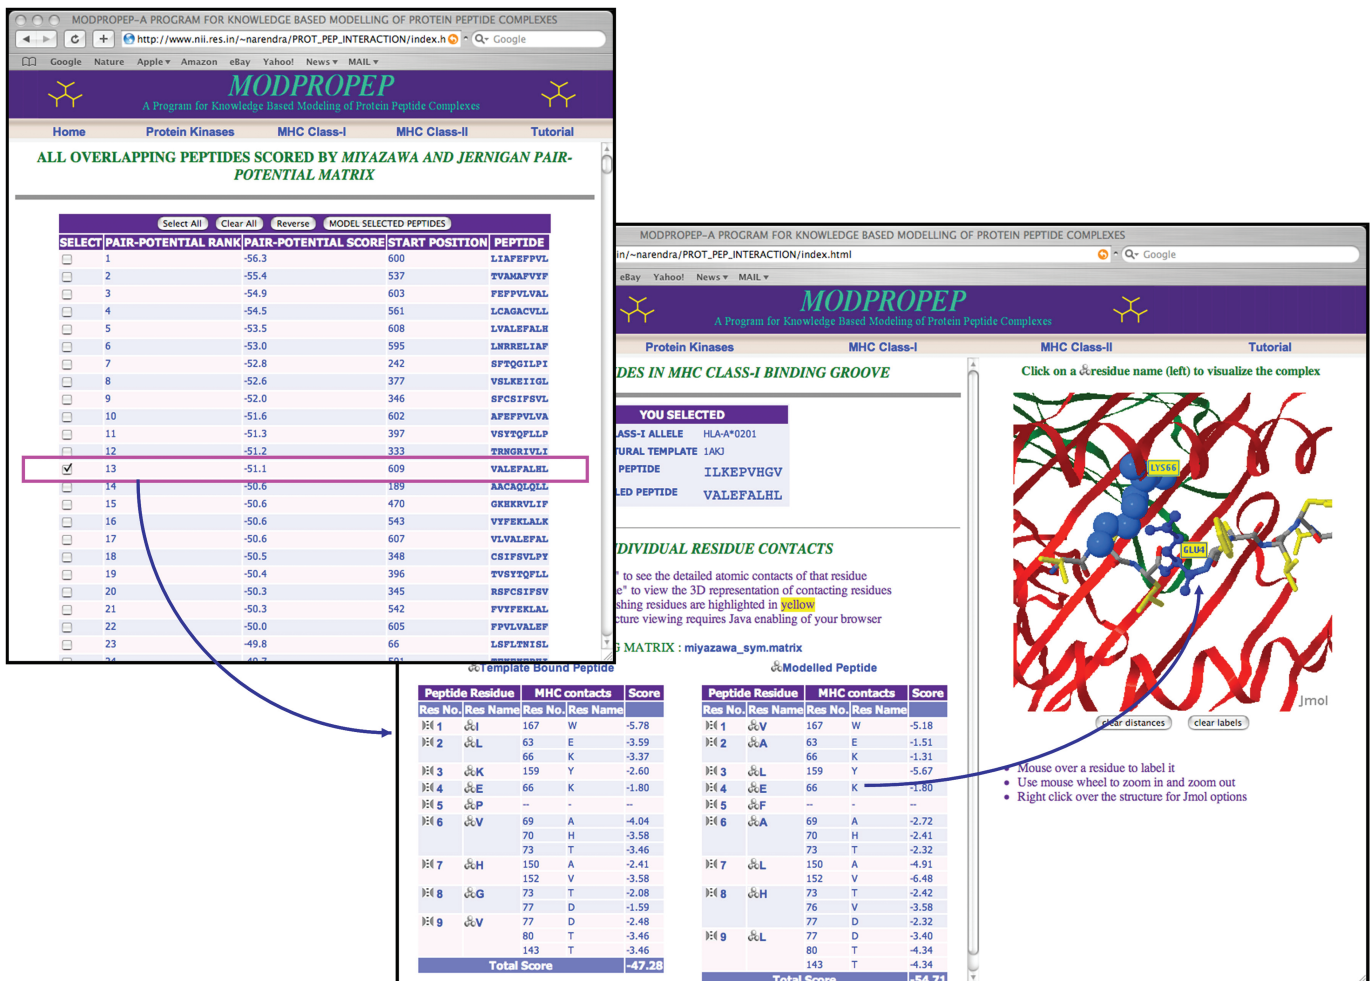 MODPROPEP–A PROGRAM FOR KNOWLEDGE BASED MODELLING OF PROTEIN PEPTIDE COMPLEXES
http://www.nii.res.in/~narendra/PROT_PEP_INTERACTION/index.h
Google
Google Nature Apple Amazon eBay Yahoo! News MAIL
MODPROPEP
A Program for Knowledge Based Modeling of Protein Peptide Complexes
Home Protein Kinases MHC Class-I MHC Class-II Tutorial
ALL OVERLAPPING PEPTIDES SCORED BY MIYAZAWA AND JERNIGAN PAIR-
POTENTIAL MATRIX
Select All Clear All Reverse MODEL SELECTED PEPTIDES
SELECT PAIR-POTENTIAL RANK PAIR-POTENTIAL SCORE START POSITION PEPTIDE
1 -56.3 600 LIAFEFPVL
2 -55.4 537 TVAMAFVYF
3 -54.9 603 FEFPVLVAL
4 -54.5 561 LCAGACVLL
5 -53.5 608 LVALEFALH
6 -53.0 595 LNRRELIAF
7 -52.8 242 SFTQGILPI
8 -52.6 377 VSLKEIIGL
9 -52.0 346 SFCSIFSVL
10 -51.6 602 AFEFPVLVA
11 -51.3 397 VSYTQFLLP
12 -51.2 333 TRNGRIVLI
13 -51.1 609 VALEFALHL
14 -50.6 189 AACAQLQLL
15 -50.6 470 GKHKRVLIF
16 -50.6 543 VYFEKLALK
17 -50.6 607 VLVALEFAL
18 -50.5 348 CSIFSVLPY
19 -50.4 396 TVSYTQFLL
20 -50.3 345 RSFCSIFSV
21 -50.3 542 FVYFEKLAL
22 -50.0 605 FPVLVALEF
23 -49.8 66 LSFLTNISL
MODPROPEP–A PROGRAM FOR KNOWLEDGE BASED MODELLING OF PROTEIN PEPTIDE COMPLEXES
in/~narendra/PROT_PEP_INTERACTION/index.html
Google
eBay Yahoo! News MAIL
MODPROPEP
A Program for Knowledge Based Modeling of Protein Peptide Complexes
Protein Kinases MHC Class-I MHC Class-II Tutorial
DES IN MHC CLASS-I BINDING GROOVE
YOU SELECTED
ASS-I ALLELE HLA-A*0201
TURAL TEMPLATE 1AKJ
PEPTIDE ILKEPVHGV
LED PEPTIDE VALEFALHL
DIVIDUAL RESIDUE CONTACTS
" to see the detailed atomic contacts of that residue
e" to view the 3D representation of contacting residues
shing residues are highlighted in yellow
cture viewing requires Java enabling of your browser
G MATRIX : miyazawa_sym.matrix
Template Bound Peptide
Peptide Residue MHC contacts Score
Res No. Res Name Res No. Res Name
1 I 167 W -5.78
2 L 63 E -3.59
66 K -3.37
3 K 159 Y -2.60
4 E 66 K -1.80
5 P -- - --
6 V 69 A -4.04
70 H -3.58
73 T -3.46
7 H 150 A -2.41
152 V -3.58
8 G 73 T -2.08
77 D -1.59
9 V 77 D -2.48
80 T -3.46
143 T -3.46
Total Score -47.28
Modelled Peptide
Peptide Residue MHC contacts Score
Res No. Res Name Res No. Res Name
1 V 167 W -5.18
2 A 63 E -1.51
66 K -1.31
3 L 159 Y -5.67
4 E 66 K -1.80
5 F -- - --
6 A 69 A -2.72
70 H -2.41
73 T -2.32
7 L 150 A -4.91
152 V -6.48
8 H 73 T -2.42
76 V -3.58
77 D -2.32
9 L 77 D -3.40
80 T -4.34
143 T -4.34
Total Score -54.71
Click on a residue name (left) to visualize the complex
LYS66
GLU4
Jmol
clear distances clear labels
Mouse over a residue to label it
Use mouse wheel to zoom in and zoom out
Right click over the structure for Jmol options